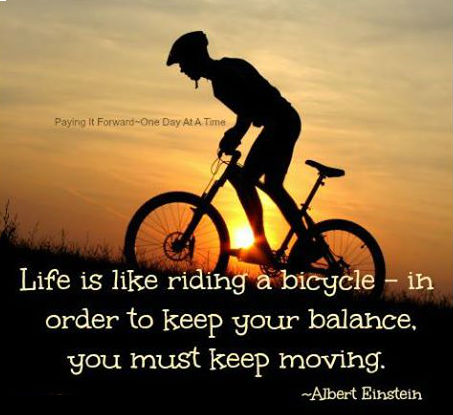 Paying It Forward~One Day At A Time
Life is like riding a bicycle – in
order to keep your balance,
you must keep moving.
~Albert Einstein